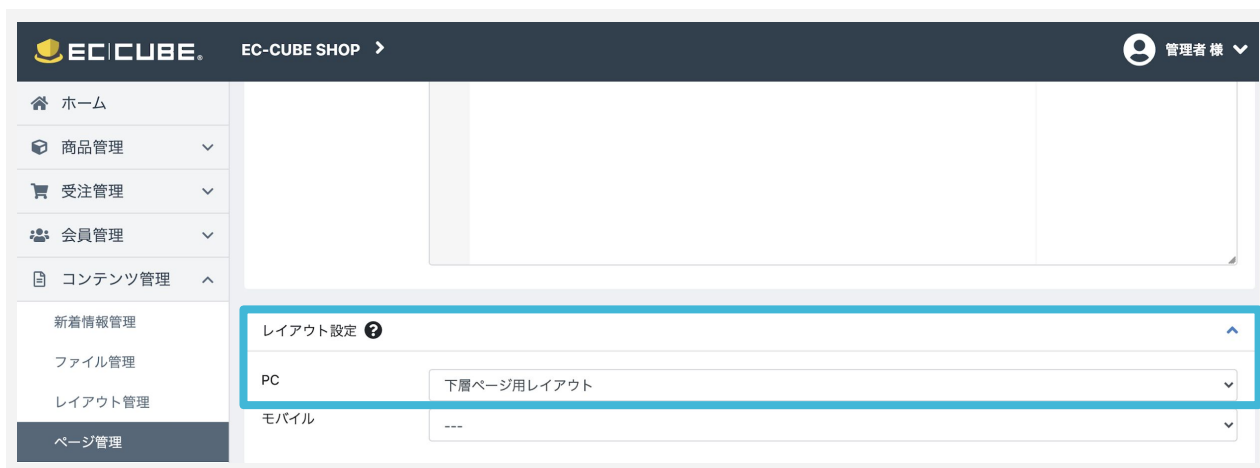 EC CUBE®
EC-CUBE SHOP
管理者 様
ホーム
商品管理
受注管理
会員管理
コンテンツ管理
新着情報管理
ファイル管理
レイアウト管理
ページ管理
レイアウト設定 ?
PC
下層ページ用レイアウト
モバイル
---